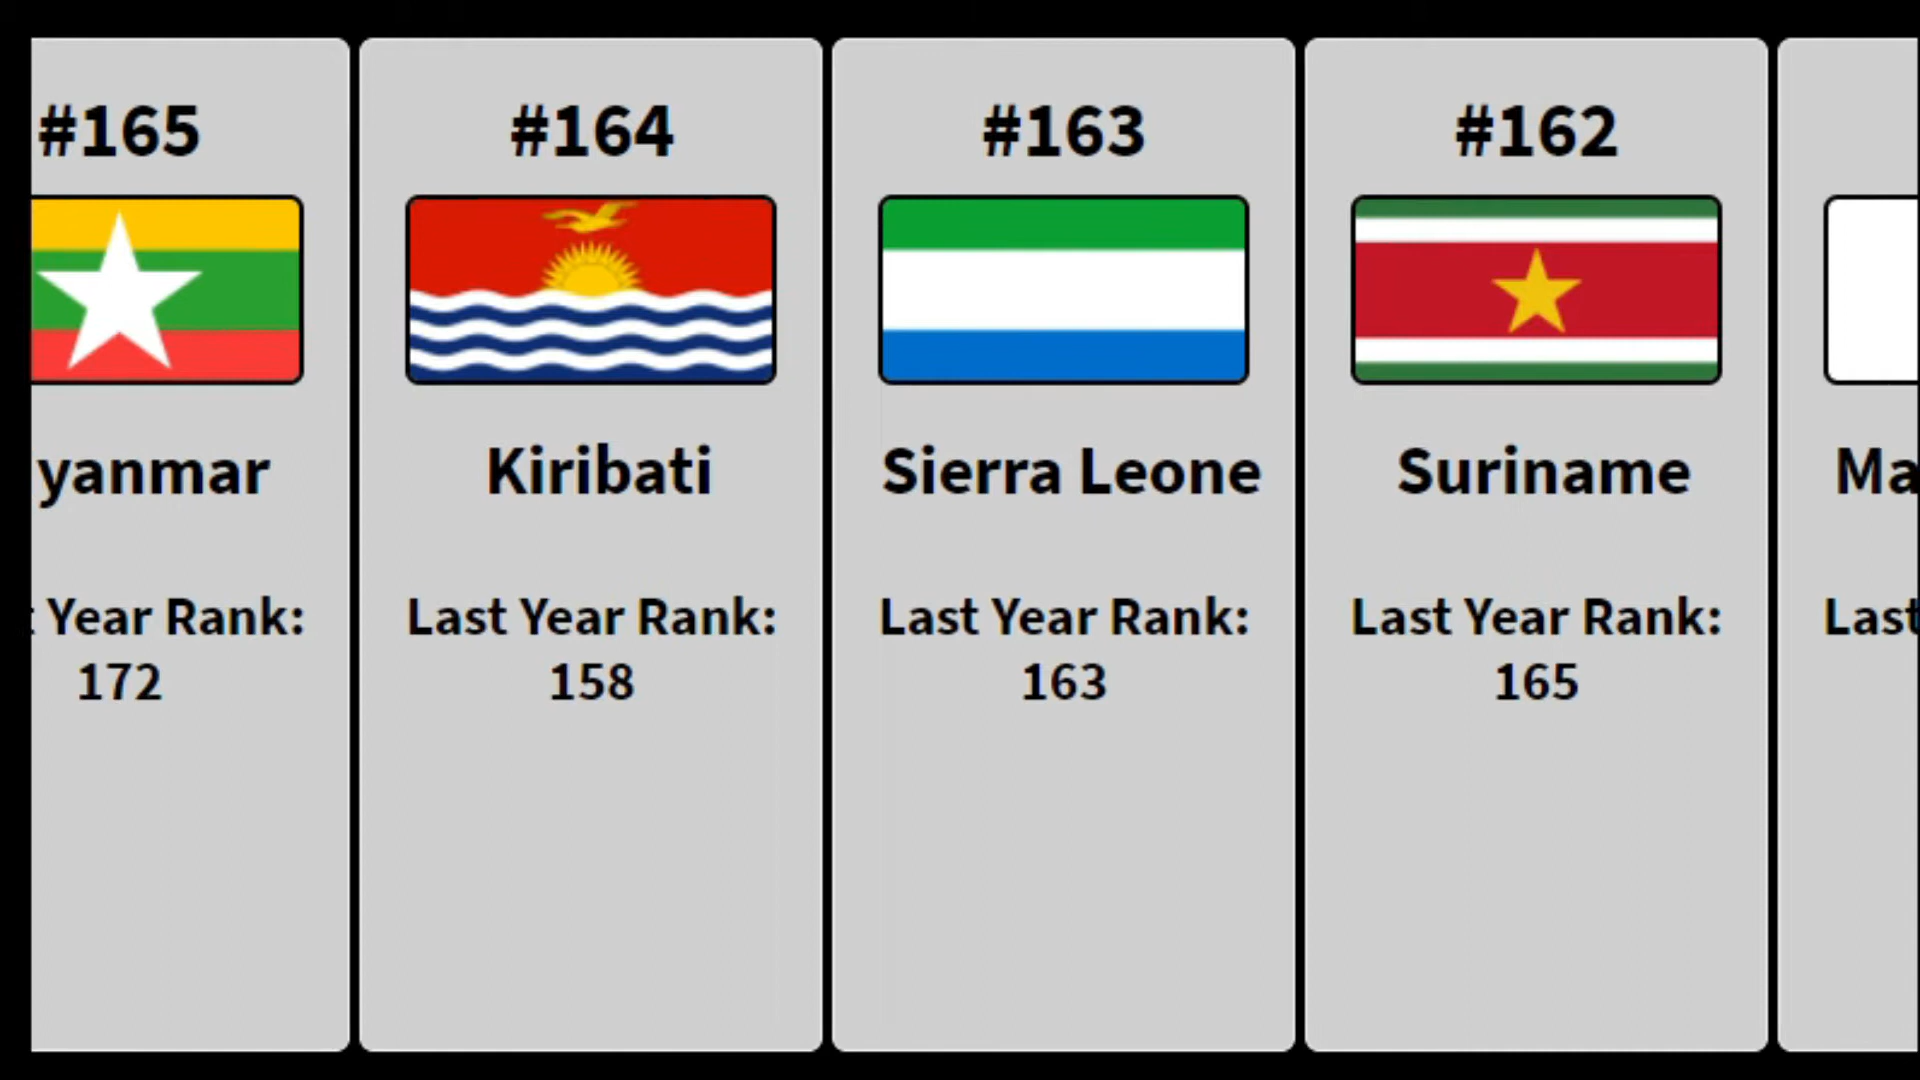 #165
yanmar
Year Rank:
172
#164
Kiribati
Last Year Rank:
158
#163
Sierra Leone
Last Year Rank:
163
#162
Suriname
Last Year Rank:
165
Ma
Last